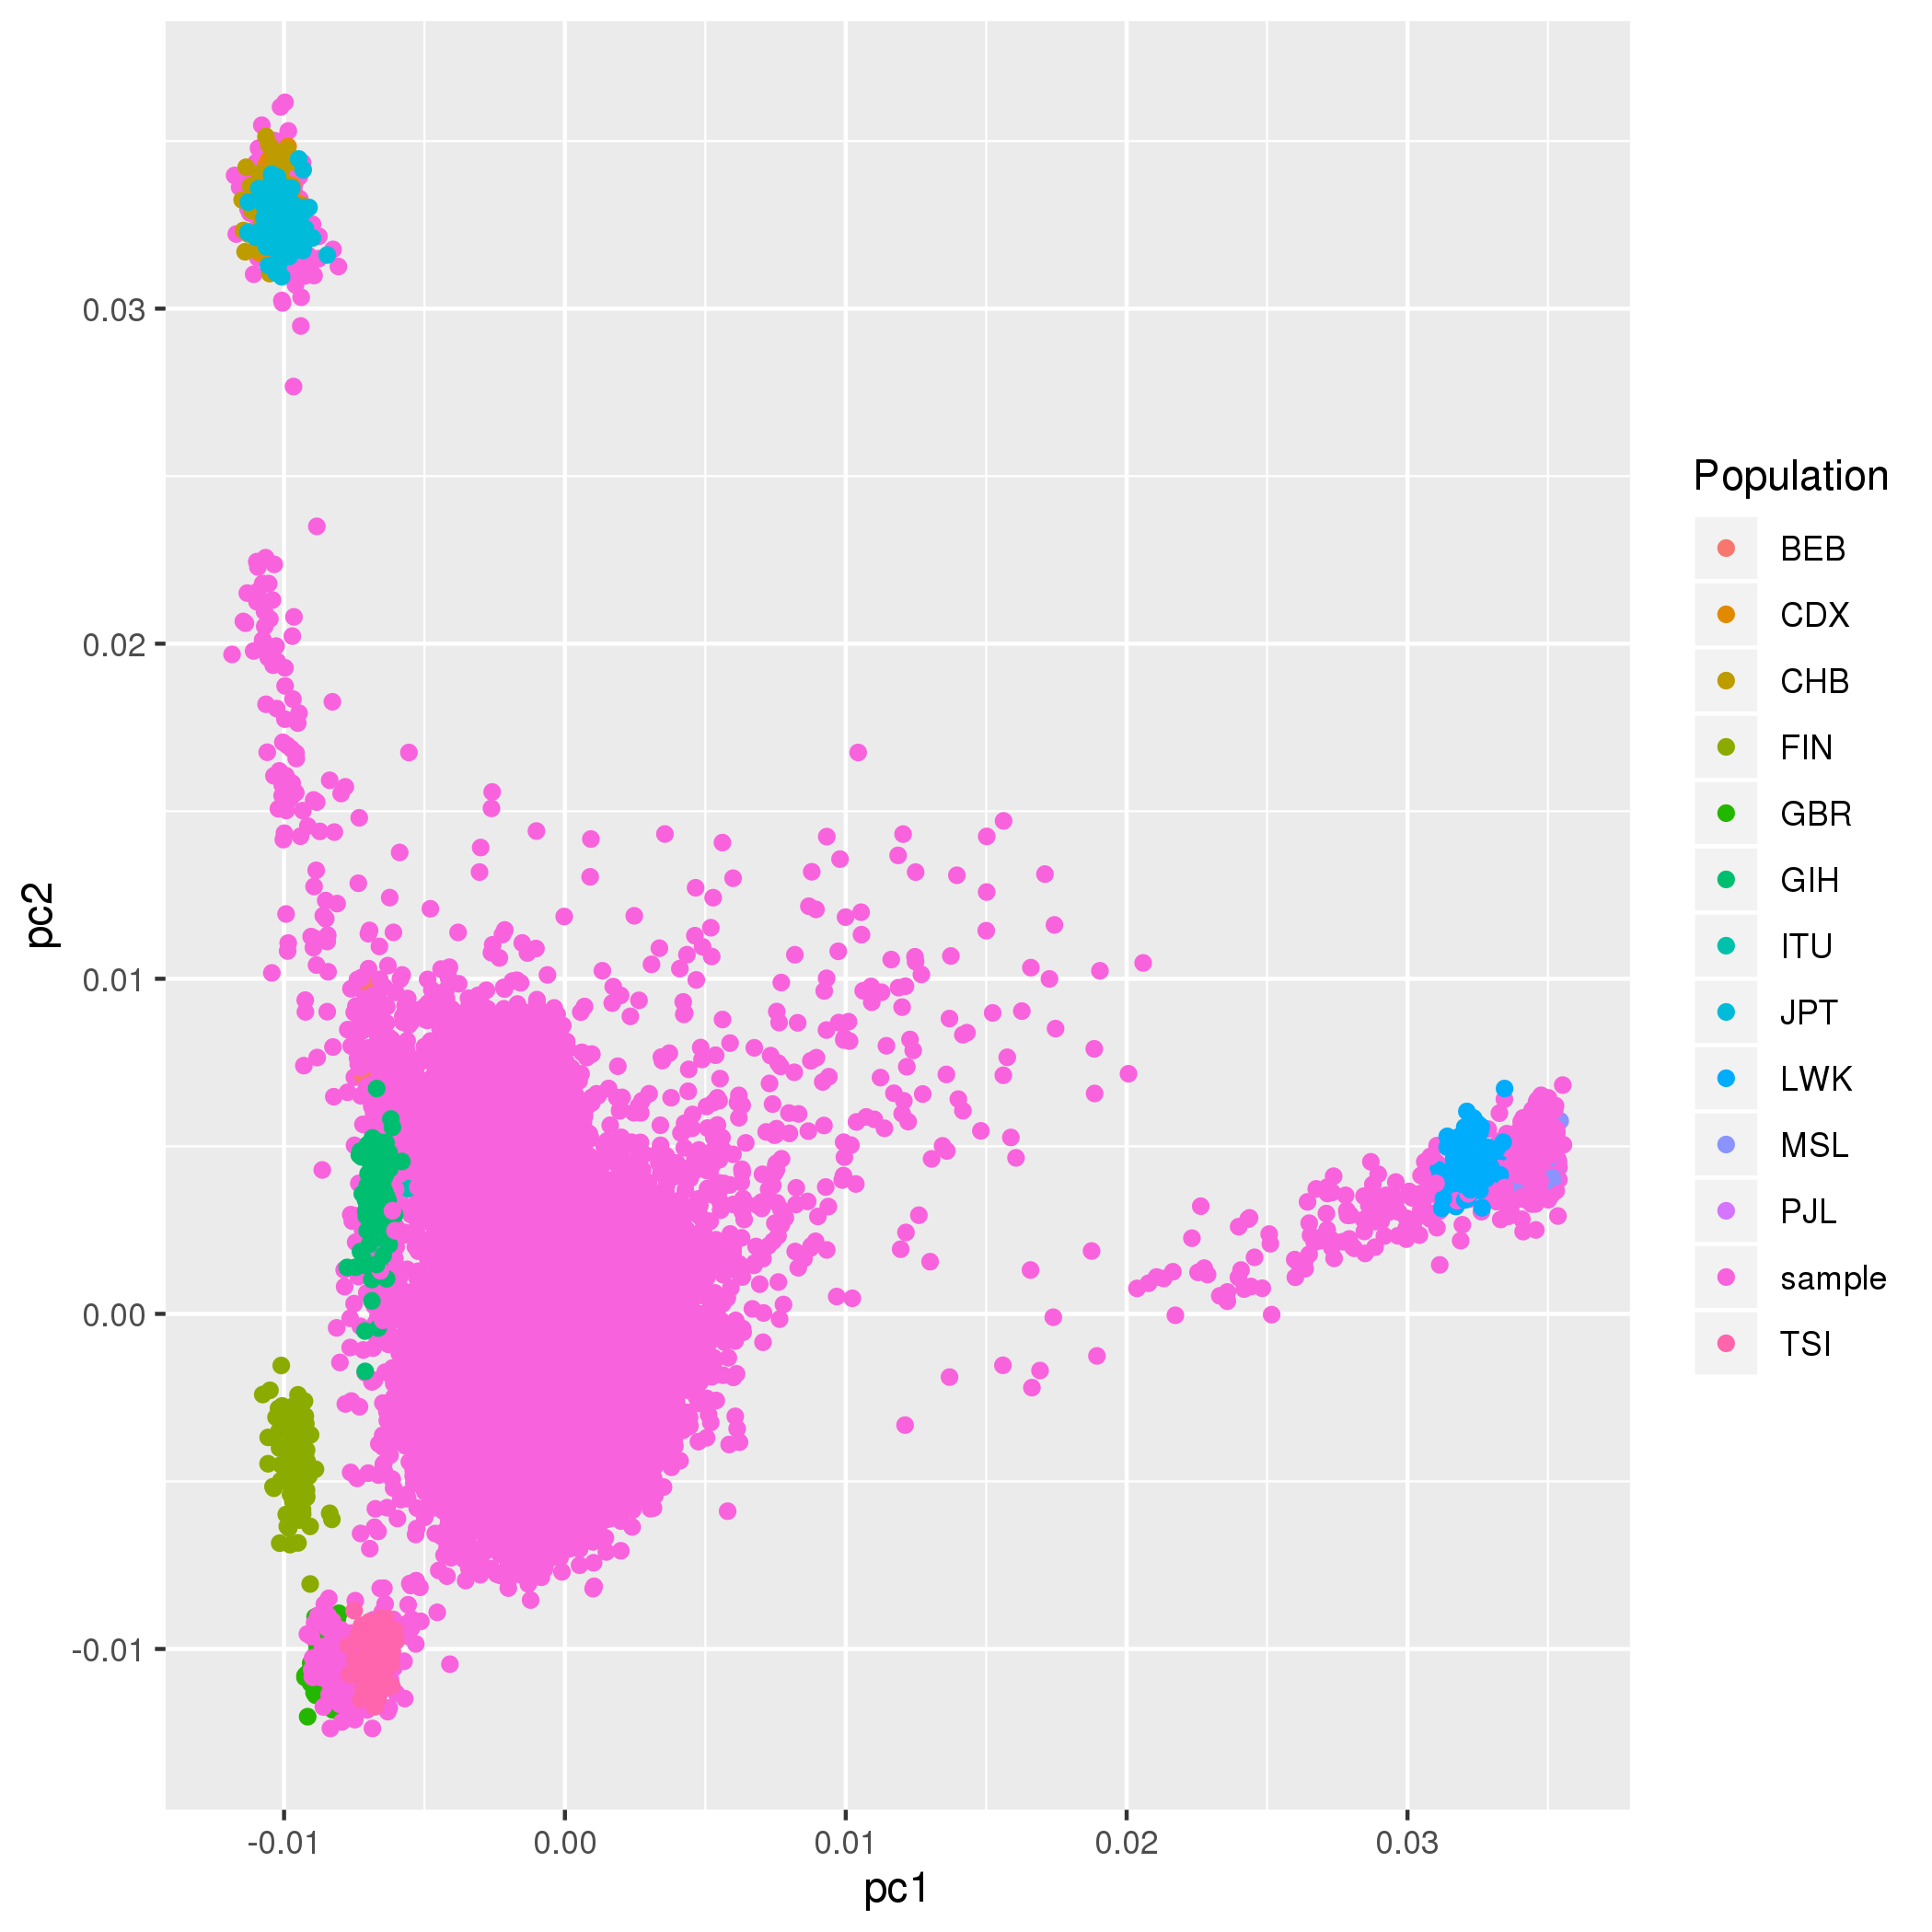 pc2
0.03
0.02
0.01
0.00
-0.01
-0.01
0.00
0.01
0.02
0.03
pc1
Population
BEB
CDX
CHB
FIN
GBR
GIH
ITU
JPT
LWK
MSL
PJL
sample
TSI